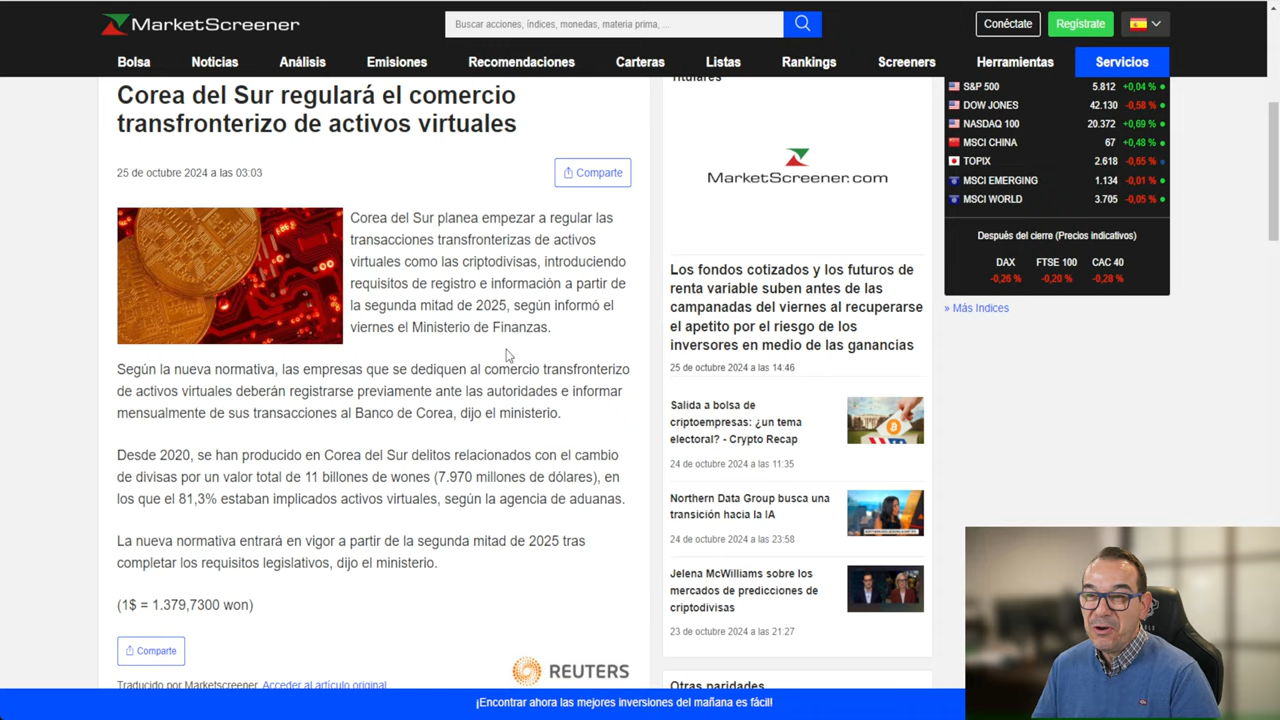 MarketScreener
Buscar acciones, índices, monedas, materia prima, ...
Conéctate
Regístrate
Bolsa
Noticias
Análisis
Emisiones
Recomendaciones
Carteras
Listas
Rankings
Screeners
Herramientas
Servicios
Corea del Sur regulará el comercio
transfronterizo de activos virtuales
25 de octubre 2024 a las 03:03
Comparte
Corea del Sur planea empezar a regular las
transacciones transfronterizas de activos
virtuales como las criptodivisas, introduciendo
requisitos de registro e información a partir de
la segunda mitad de 2025, según informó el
viernes el Ministerio de Finanzas.
Según la nueva normativa, las empresas que se dediquen al comercio transfronterizo
de activos virtuales deberán registrarse previamente ante las autoridades e informar
mensualmente de sus transacciones al Banco de Corea, dijo el ministerio.
Desde 2020, se han producido en Corea del Sur delitos relacionados con el cambio
de divisas por un valor total de 11 billones de wones (7.970 millones de dólares), en
los que el 81,3% estaban implicados activos virtuales, según la agencia de aduanas.
La nueva normativa entrará en vigor a partir de la segunda mitad de 2025 tras
completar los requisitos legislativos, dijo el ministerio.
(1$ = 1.379,7300 won)
Comparte
REUTERS
Traducido por Marketscreener Acceder al artículo original
Titulares
MarketScreener.com
Los fondos cotizados y los futuros de
renta variable suben antes de las
campanadas del viernes al recuperarse
el apetito por el riesgo de los
inversores en medio de las ganancias
25 de octubre 2024 a las 14:46
Salida a bolsa de
criptoempresas: ¿un tema
electoral? - Crypto Recap
24 de octubre 2024 a las 11:35
Northern Data Group busca una
transición hacia la IA
24 de octubre 2024 a las 23:58
Jelena McWilliams sobre los
mercados de predicciones de
criptodivisas
23 de octubre 2024 a las 21:27
Otras paridades
S&P 500 5.812 +0,04 %
DOW JONES 42.130 -0,58 %
NASDAQ 100 20.372 +0,69 %
MSCI CHINA 67 +0,48 %
TOPIX 2.618 -0,65 %
MSCI EMERGING 1.134 -0,01 %
MSCI WORLD 3.705 -0,05 %
Después del cierre (Precios indicativos)
DAX FTSE 100 CAC 40
-0,26 % -0,20 % -0,28 %
» Más Indices
¡Encontrar ahora las mejores inversiones del mañana es fácil!